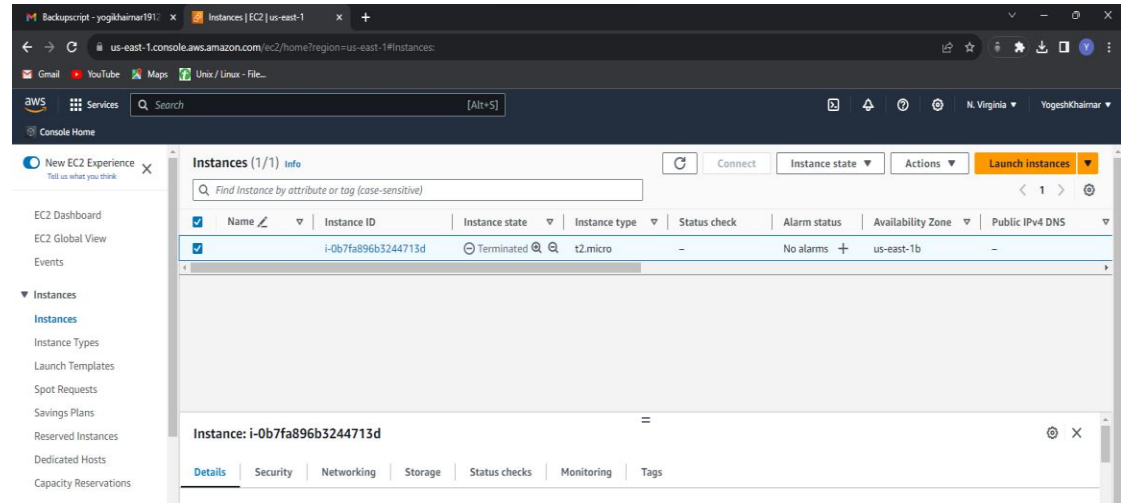 Backupscript - yogikhairnar1912
Instances | EC2 | us-east-1
us-east-1.console.aws.amazon.com/ec2/home?region=us-east-1#Instances:
Gmail YouTube Maps Unix / Linux - File...
aws Services Search [Alt+S] N. Virginia YogeshKhairnar
Console Home
New EC2 Experience
Tell us what you think
EC2 Dashboard
EC2 Global View
Events
Instances
Instances
Instance Types
Launch Templates
Spot Requests
Savings Plans
Reserved Instances
Dedicated Hosts
Capacity Reservations
Instances (1/1) Info
Connect Instance state Actions Launch instances
Find Instance by attribute or tag (case-sensitive)
1
Name Instance ID Instance state Instance type Status check Alarm status Availability Zone Public IPv4 DNS
i-0b7fa896b3244713d Terminated t2.micro – No alarms + us-east-1b –
Instance: i-0b7fa896b3244713d
Details Security Networking Storage Status checks Monitoring Tags